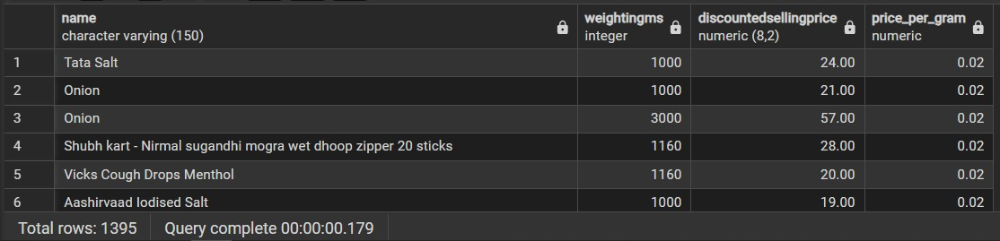 name weightingms discountedsellingprice price_per_gram
character varying (150) integer numeric (8,2) numeric
1 Tata Salt 1000 24.00 0.02
2 Onion 1000 21.00 0.02
3 Onion 3000 57.00 0.02
4 Shubh kart - Nirmal sugandhi mogra wet dhoop zipper 20 sticks 1160 28.00 0.02
5 Vicks Cough Drops Menthol 1160 20.00 0.02
6 Aashirvaad Iodised Salt 1000 19.00 0.02
Total rows: 1395 Query complete 00:00:00.179